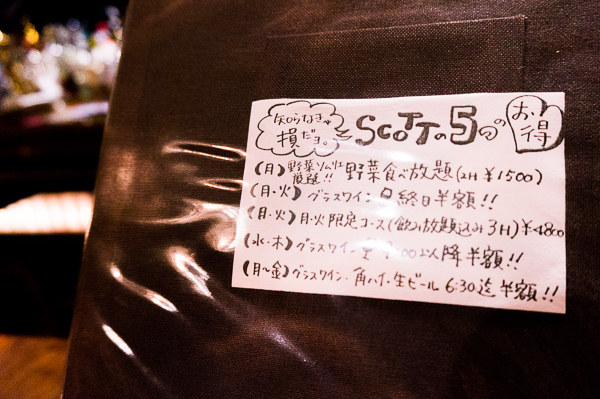 知らなきゃ
損だョ。
SCOTTの5つの
お得
(月) 野菜ソムリエ
厳選!! 野菜食べ放題(2H ¥1500)
(月・火) グラスワイン 終日半額!!
(月・火) 月・火限定コース(飲み放題込み3H)¥4800
(水・木) グラスワイン 以降半額!!
(月〜金) グラスワイン・角ハイ・生ビール 6:30迄半額!!